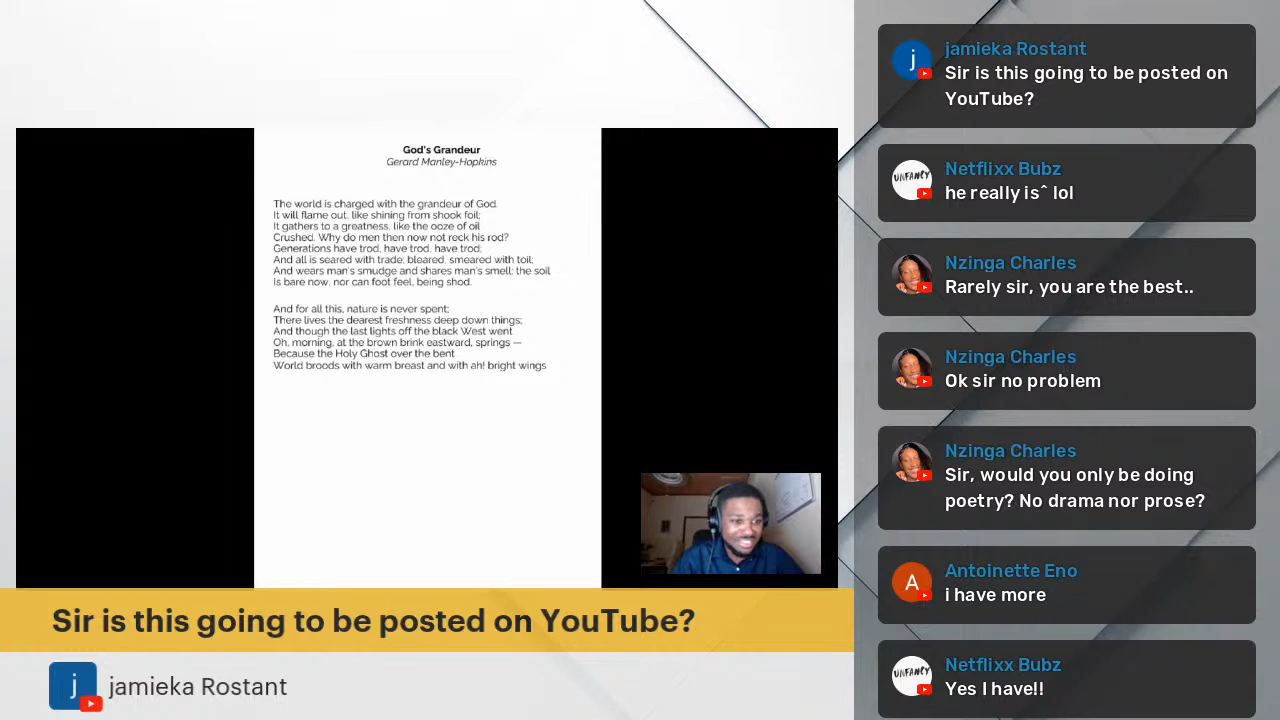 God's Grandeur
Gerard Manley-Hopkins
The world is charged with the grandeur of God.
It will flame out, like shining from shook foil;
It gathers to a greatness, like the ooze of oil
Crushed. Why do men then now not reck his rod?
Generations have trod, have trod, have trod;
And all is seared with trade; bleared, smeared with toil;
And wears man's smudge and shares man's smell: the soil
Is bare now, nor can foot feel, being shod.
And for all this, nature is never spent;
There lives the dearest freshness deep down things;
And though the last lights off the black West went
Oh, morning, at the brown brink eastward, springs —
Because the Holy Ghost over the bent
World broods with warm breast and with ah! bright wings
Sir is this going to be posted on YouTube?
j
jamieka Rostant
j
jamieka Rostant
Sir is this going to be posted on
YouTube?
UNFANCY
Netflixx Bubz
he really is^ lol
Nzinga Charles
Rarely sir, you are the best..
Nzinga Charles
Ok sir no problem
Nzinga Charles
Sir, would you only be doing
poetry? No drama nor prose?
A
Antoinette Eno
i have more
UNFANCY
Netflixx Bubz
Yes I have!!